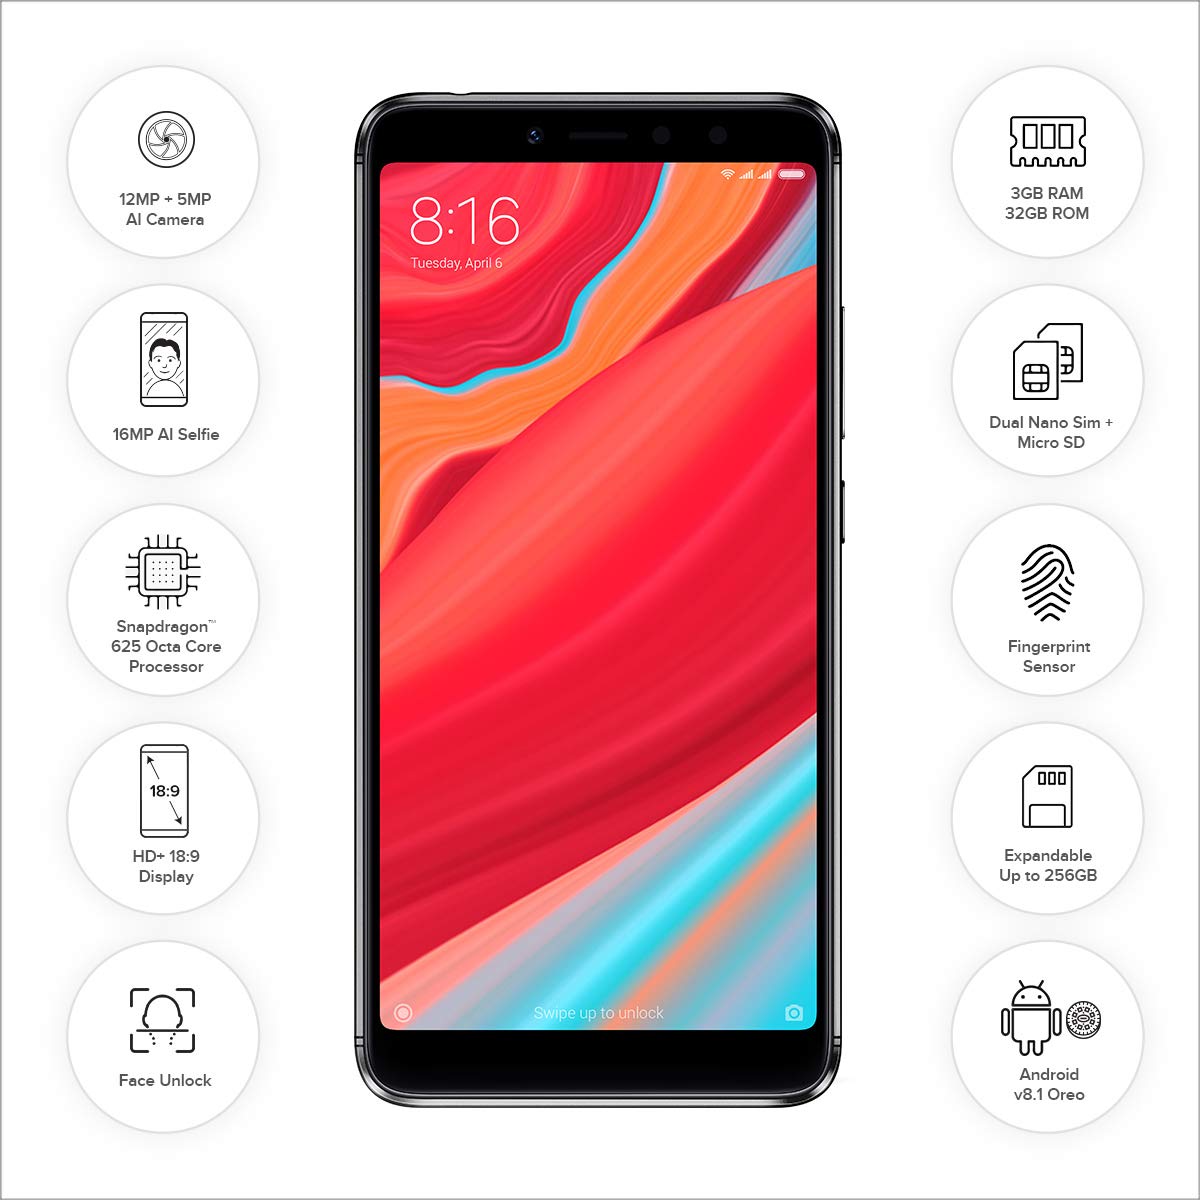 12MP + 5MP
AI Camera
16MP AI Selfie
Snapdragon™
625 Octa Core
Processor
18:9
HD+ 18:9
Display
Face Unlock
8:16
Tuesday, April 6
Swipe up to unlock
3GB RAM
32GB ROM
Dual Nano Sim +
Micro SD
Fingerprint
Sensor
Expandable
Up to 256GB
Android
v8.1 Oreo